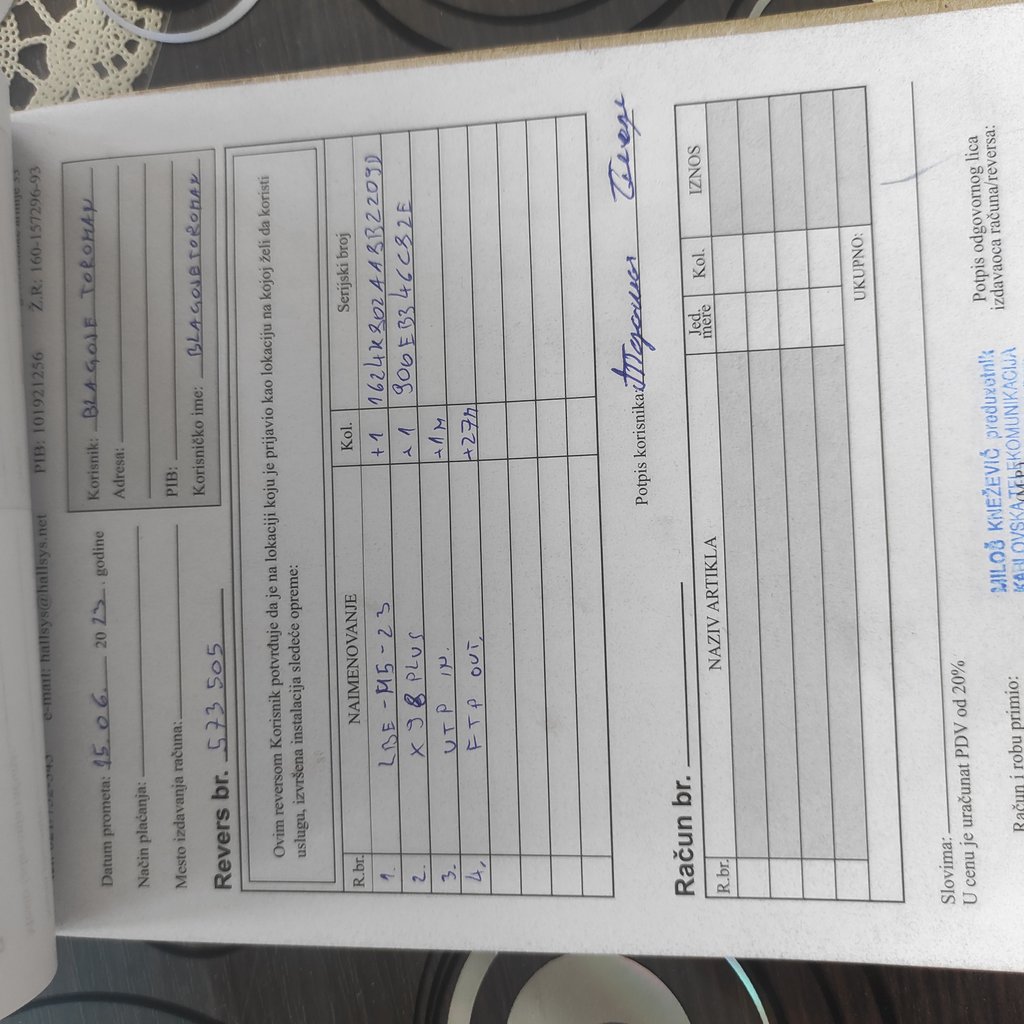 e-mail: hallsys@hallsys.net PIB: 101921256 Ž.R.: 160-157296-93
Datum prometa: 15.06. 2023. godine
Način plaćanja:
Mesto izdavanja računa:
Korisnik: BLAGOJE TOROMAN
Adresa:
PIB:
Korisničko ime: BLAGOJETOROMAN
Revers br. 573505
Ovim reversom Korisnik potvrđuje da je na lokaciji koju je prijavio kao lokaciju na kojoj želi da koristi
uslugu, izvršena instalacija sledeće opreme:
R.br. NAIMENOVANJE Kol. Serijski broj
1. LBE-M5-23 +1 1624K802AABB2209D
2. X98 PLUS +1 906EB346C82E
3. UTP IN. +1M
4. FTP OUT. +27M
Potpis korisnika:
Račun br.
R.br. NAZIV ARTIKLA Jed. mere Kol. IZNOS
UKUPNO:
Slovima:
U cenu je uračunat PDV od 20%
Račun i robu primio:
Potpis odgovornog lica
izdavaoca računa/reversa:
MILOŠ KNEŽEVIĆ preduzetnik
KABLOVSKA TELEKOMUNIKACIJA